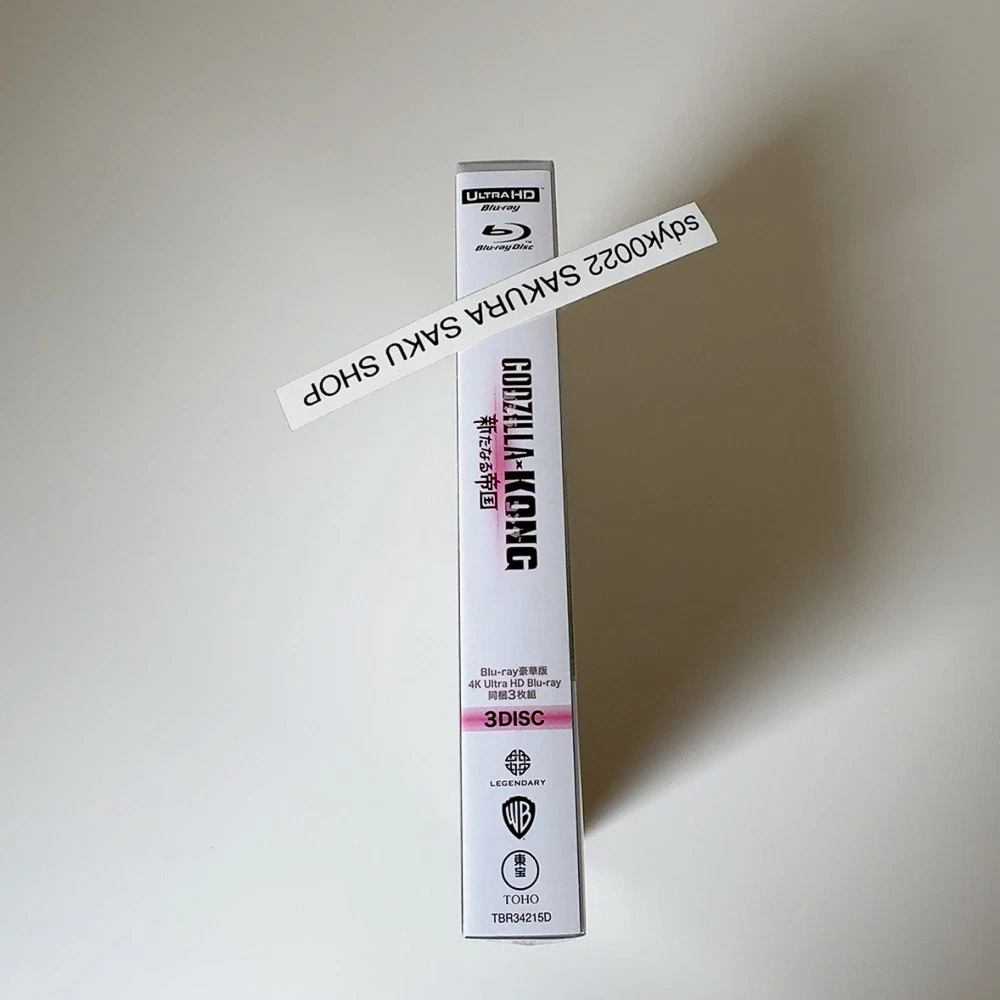 ULTRA HD
Blu-ray™
Blu-ray Disc™
sdyk0022 SAKURA SAKU SHOP
GODZILLA×KONG
新たなる帝国
Blu-ray豪華版
4K Ultra HD Blu-ray
同梱3枚組
3DISC
LEGENDARY
WB
東宝
TOHO
TBR34215D